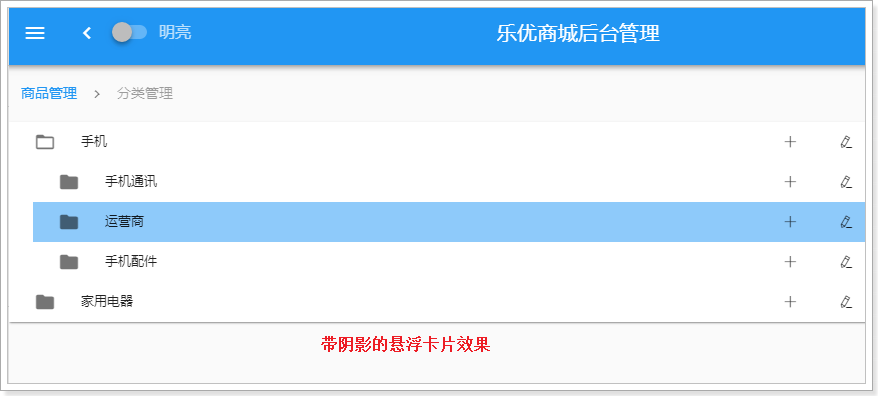 明亮 乐优商城后台管理
商品管理 > 分类管理
手机
手机通讯
运营商
手机配件
家用电器
带阴影的悬浮卡片效果